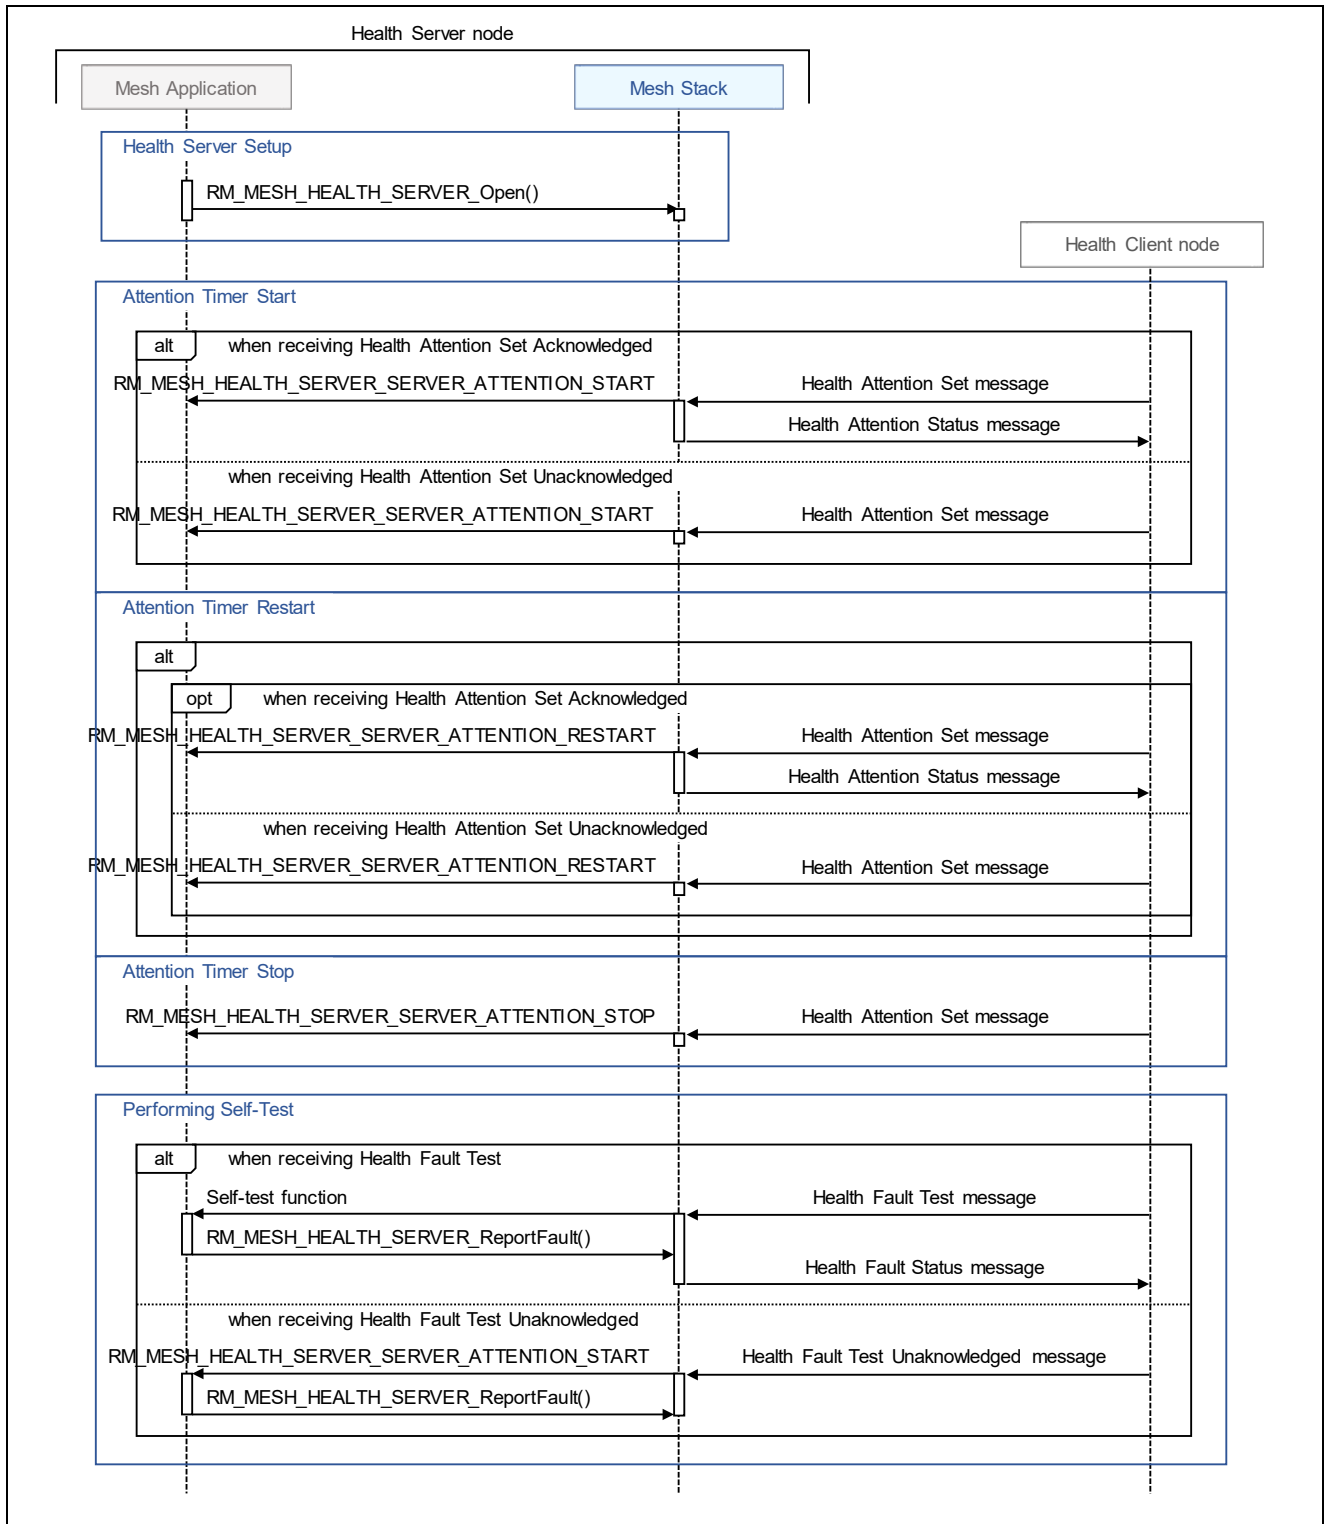 Health Server node
Mesh Application
Mesh Stack
Health Server Setup
RM_MESH_HEALTH_SERVER_Open()
Health Client node
Attention Timer Start
alt
when receiving Health Attention Set Acknowledged
RM_MESH_HEALTH_SERVER_SERVER_ATTENTION_START
Health Attention Set message
Health Attention Status message
when receiving Health Attention Set Unacknowledged
RM_MESH_HEALTH_SERVER_SERVER_ATTENTION_START
Health Attention Set message
Attention Timer Restart
alt
opt
when receiving Health Attention Set Acknowledged
RM_MESH_HEALTH_SERVER_SERVER_ATTENTION_RESTART
Health Attention Set message
Health Attention Status message
when receiving Health Attention Set Unacknowledged
RM_MESH_HEALTH_SERVER_SERVER_ATTENTION_RESTART
Health Attention Set message
Attention Timer Stop
RM_MESH_HEALTH_SERVER_SERVER_ATTENTION_STOP
Health Attention Set message
Performing Self-Test
alt
when receiving Health Fault Test
Self-test function
Health Fault Test message
RM_MESH_HEALTH_SERVER_ReportFault()
Health Fault Status message
when receiving Health Fault Test Unaknowledged
RM_MESH_HEALTH_SERVER_SERVER_ATTENTION_START
Health Fault Test Unaknowledged message
RM_MESH_HEALTH_SERVER_ReportFault()